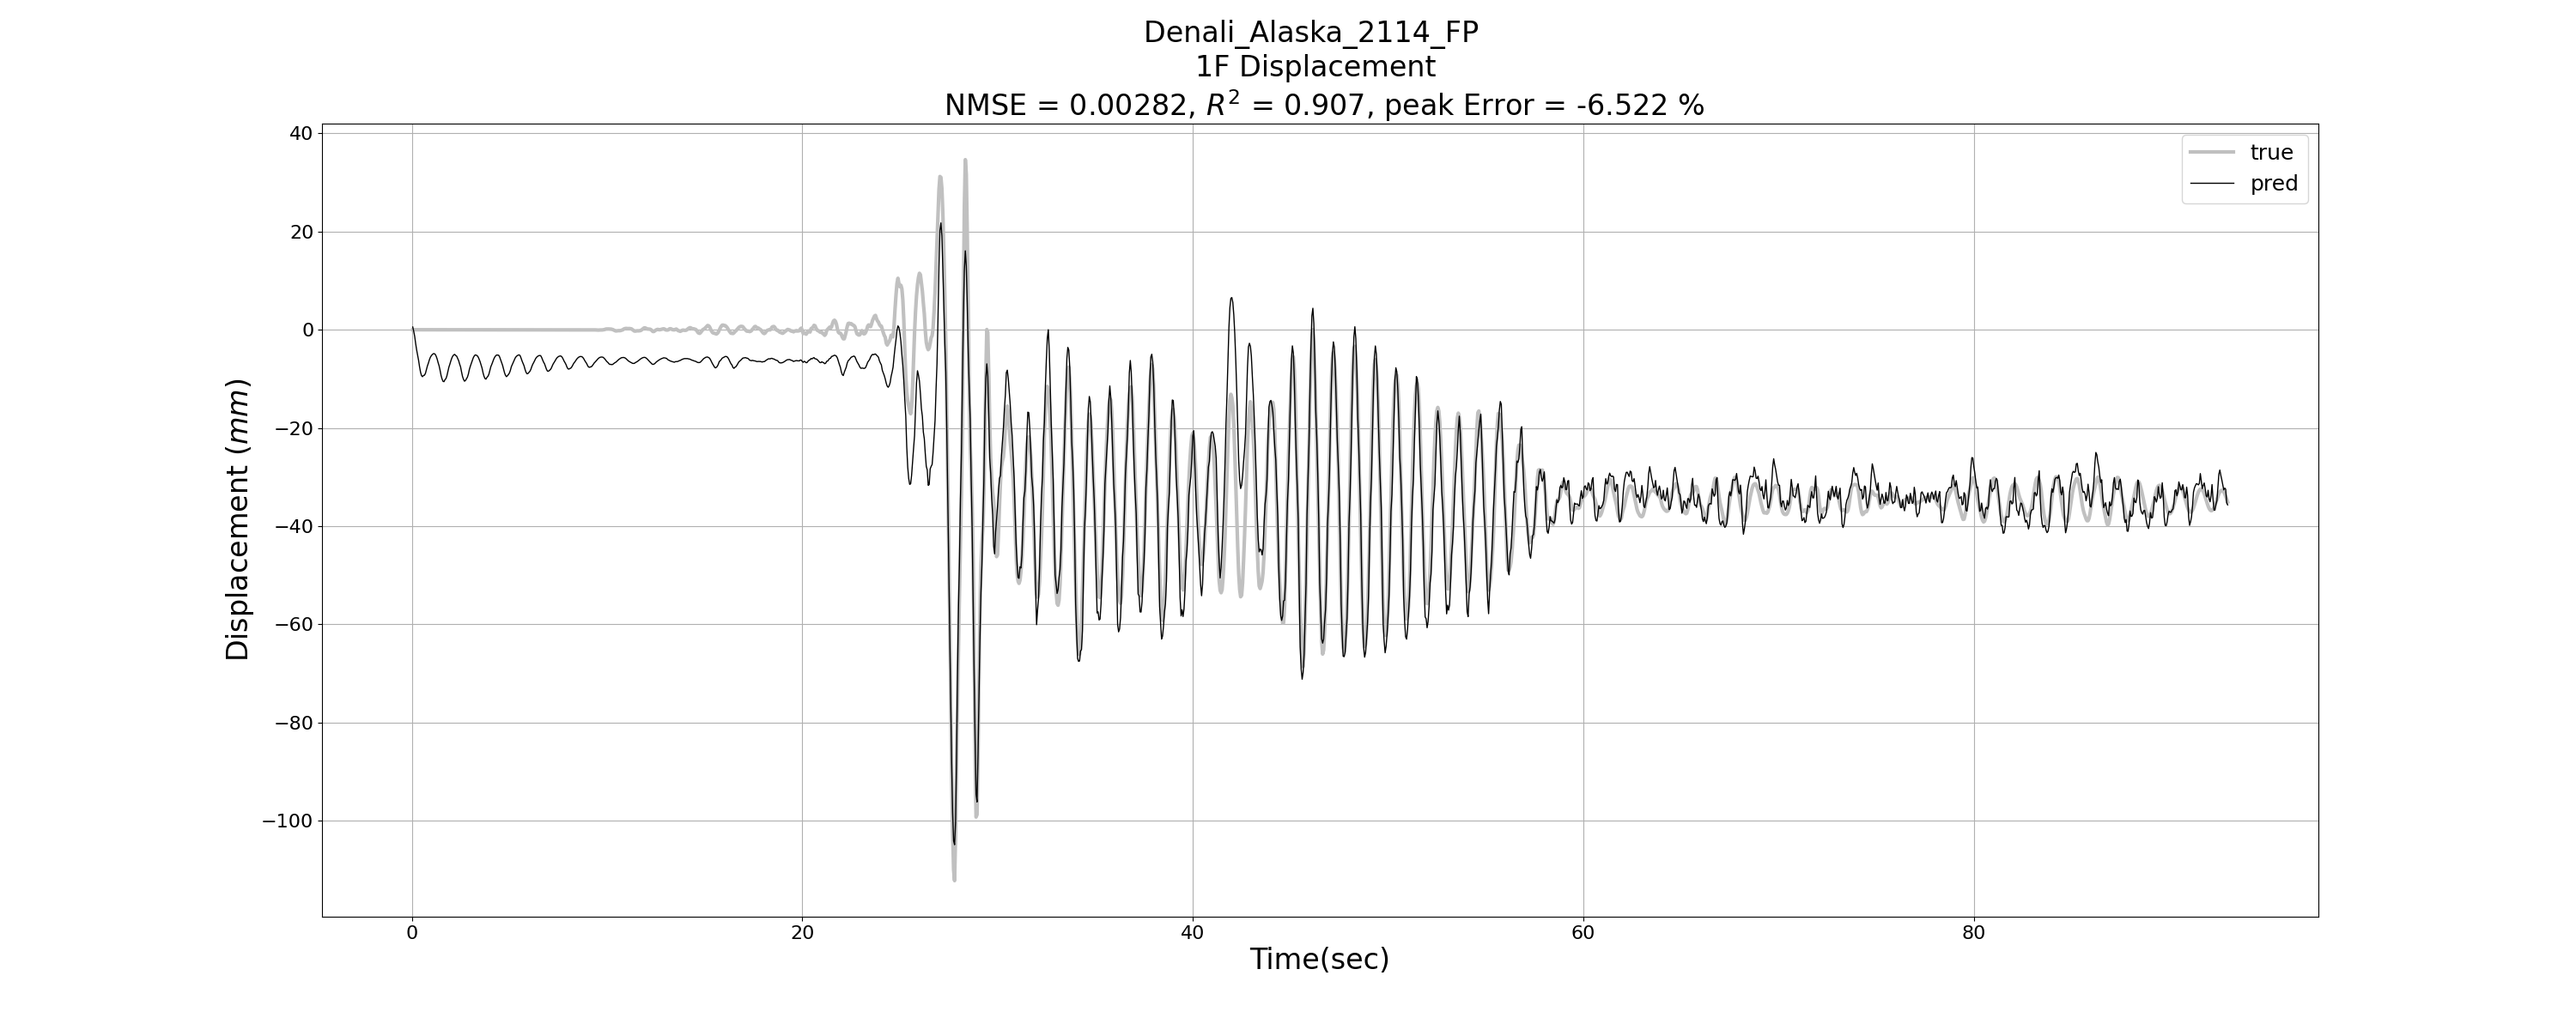 Denali_Alaska_2114_FP
1F Displacement
NMSE = 0.00282, R² = 0.907, peak Error = -6.522 %
40
20
0
−20
−40
−60
−80
−100
Displacement (mm)
true
pred
0 20 40 60 80
Time(sec)